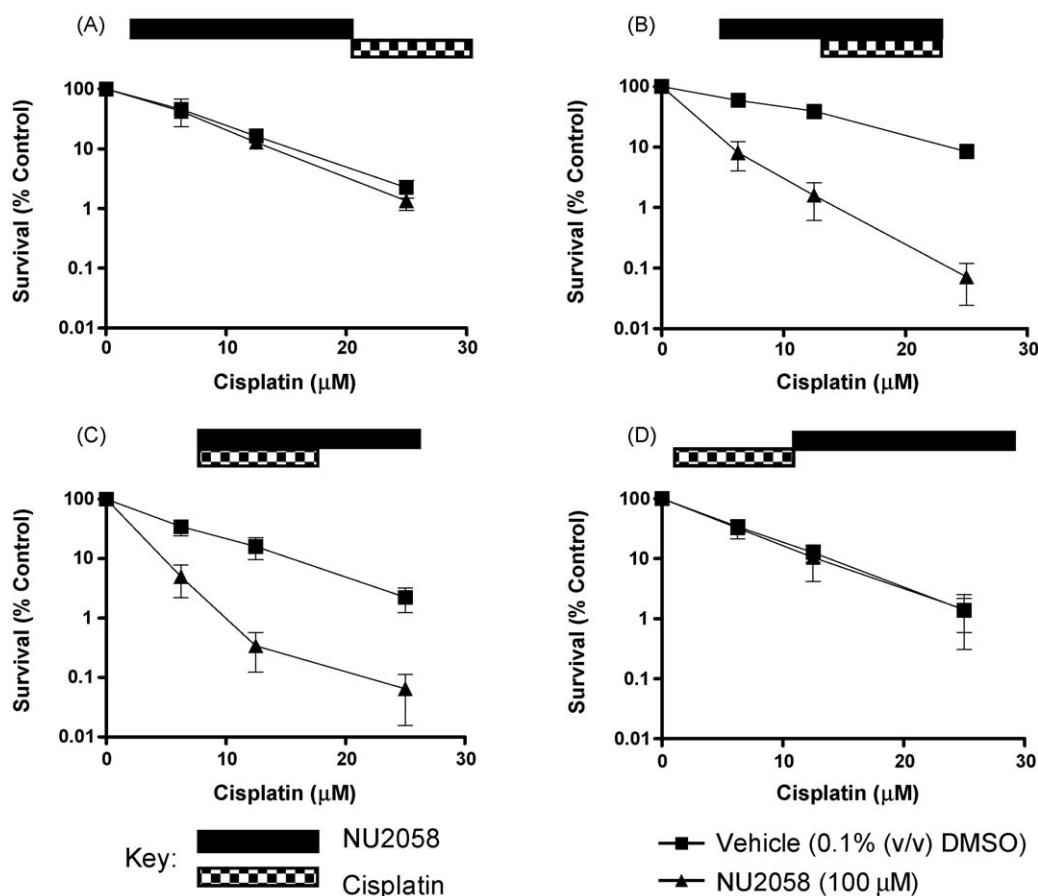 (A)
100
10
1
0.1
0.01
Survival (% Control)
0 10 20 30
Cisplatin (μM)
(B)
100
10
1
0.1
0.01
Survival (% Control)
0 10 20 30
Cisplatin (μM)
(C)
100
10
1
0.1
0.01
Survival (% Control)
0 10 20 30
Cisplatin (μM)
(D)
100
10
1
0.1
0.01
Survival (% Control)
0 10 20 30
Cisplatin (μM)
Key:
NU2058
Cisplatin
Vehicle (0.1% (v/v) DMSO)
NU2058 (100 μM)